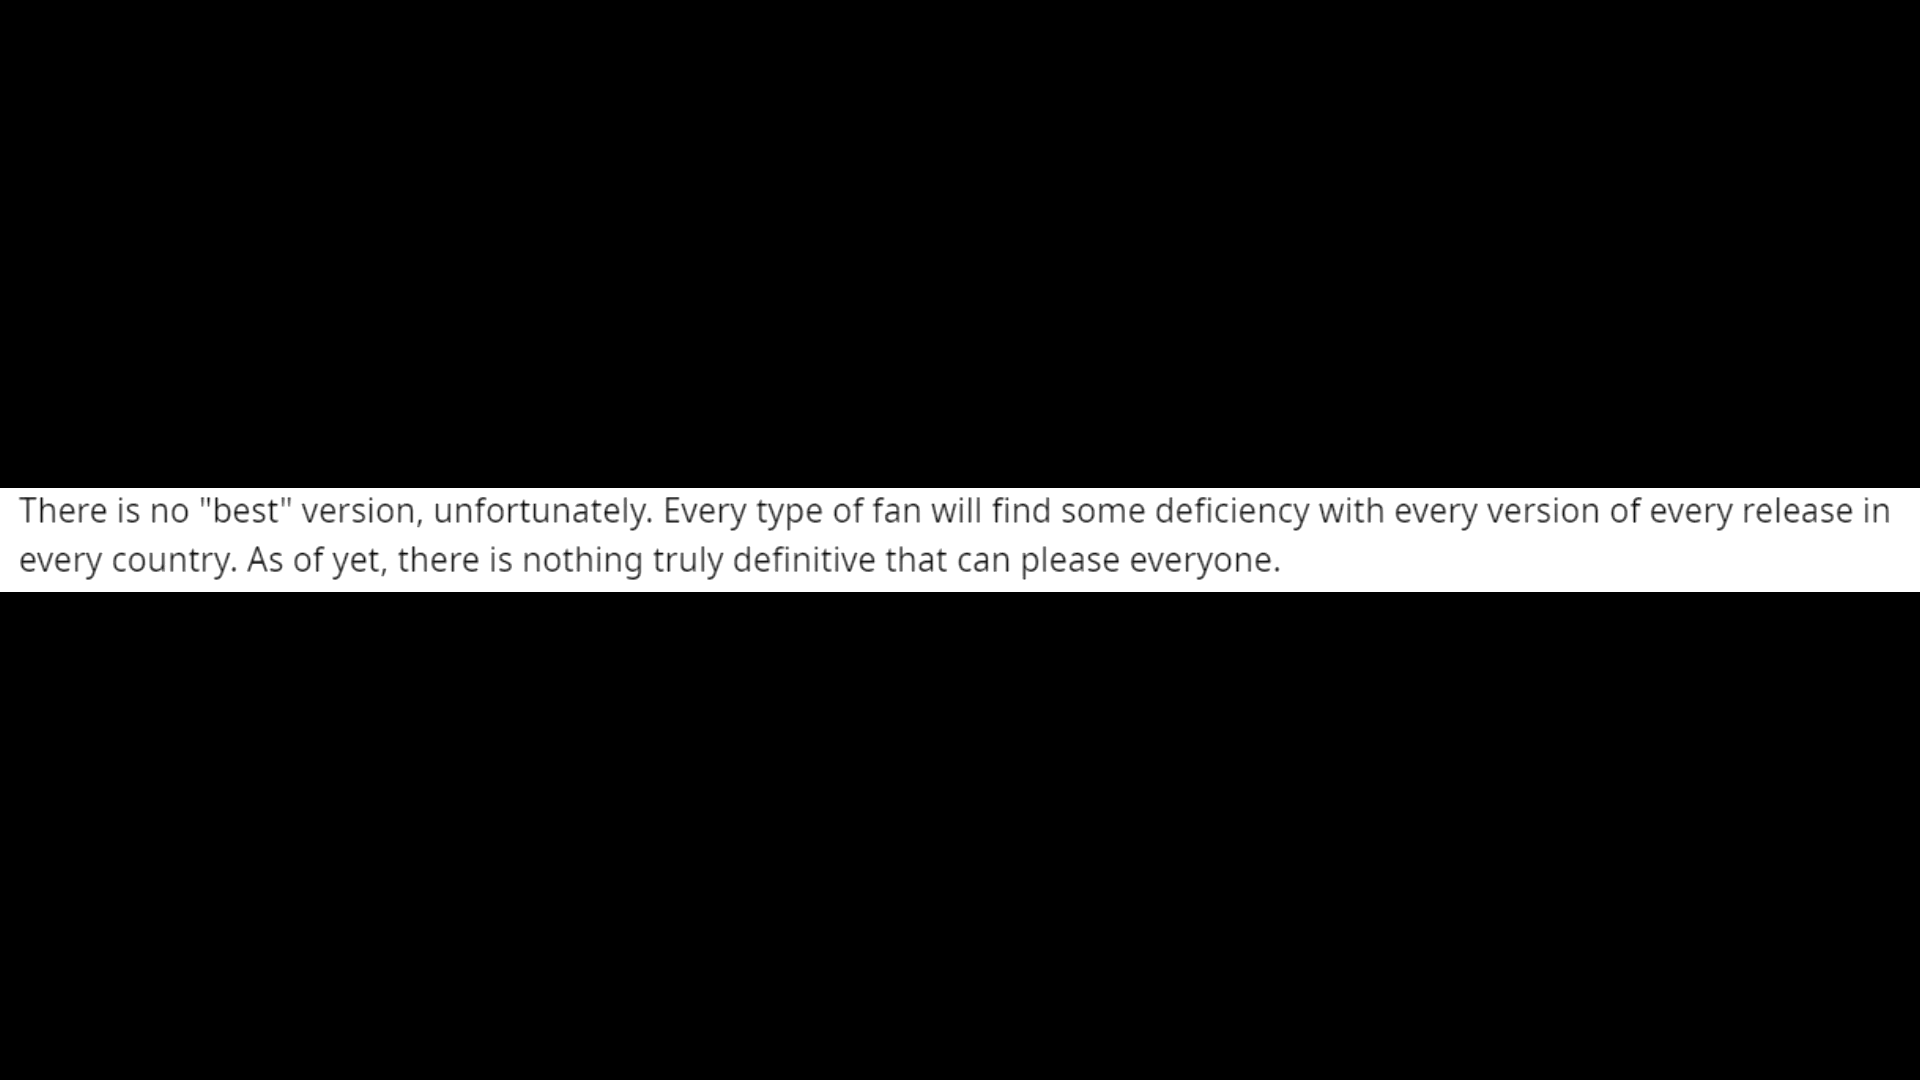 There is no "best" version, unfortunately. Every type of fan will find some deficiency with every version of every release in
every country. As of yet, there is nothing truly definitive that can please everyone.